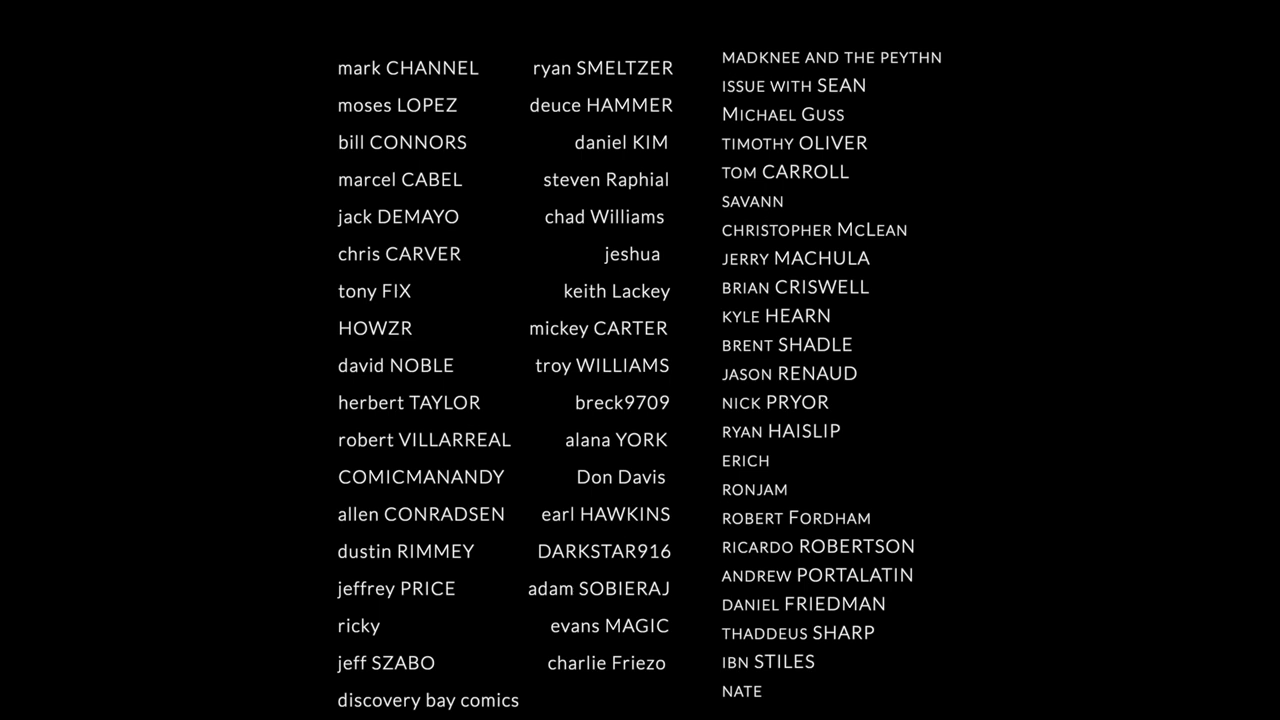 mark CHANNEL
moses LOPEZ
bill CONNORS
marcel CABEL
jack DEMAYO
chris CARVER
tony FIX
HOWZR
david NOBLE
herbert TAYLOR
robert VILLARREAL
COMICMANANDY
allen CONRADSEN
dustin RIMMEY
jeffrey PRICE
ricky
jeff SZABO
discovery bay comics
ryan SMELTZER
deuce HAMMER
daniel KIM
steven Raphial
chad Williams
jeshua
keith Lackey
mickey CARTER
troy WILLIAMS
breck9709
alana YORK
Don Davis
earl HAWKINS
DARKSTAR916
adam SOBIERAJ
evans MAGIC
charlie Friezo
MADKNEE AND THE PEYTHN
ISSUE WITH SEAN
MICHAEL GUSS
TIMOTHY OLIVER
TOM CARROLL
SAVANN
CHRISTOPHER MCLEAN
JERRY MACHULA
BRIAN CRISWELL
KYLE HEARN
BRENT SHADLE
JASON RENAUD
NICK PRYOR
RYAN HAISLIP
ERICH
RONJAM
ROBERT FORDHAM
RICARDO ROBERTSON
ANDREW PORTALATIN
DANIEL FRIEDMAN
THADDEUS SHARP
IBN STILES
NATE